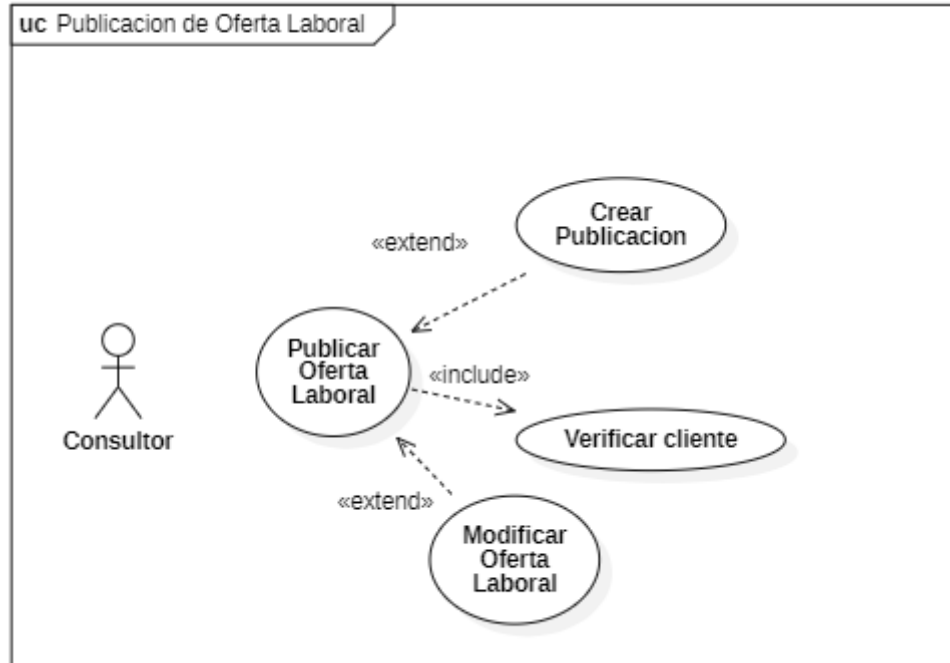 uc Publicacion de Oferta Laboral
Crear
Publicacion
«extend»
Publicar
Oferta
Laboral
«include»
Consultor
Verificar cliente
«extend»
Modificar
Oferta
Laboral